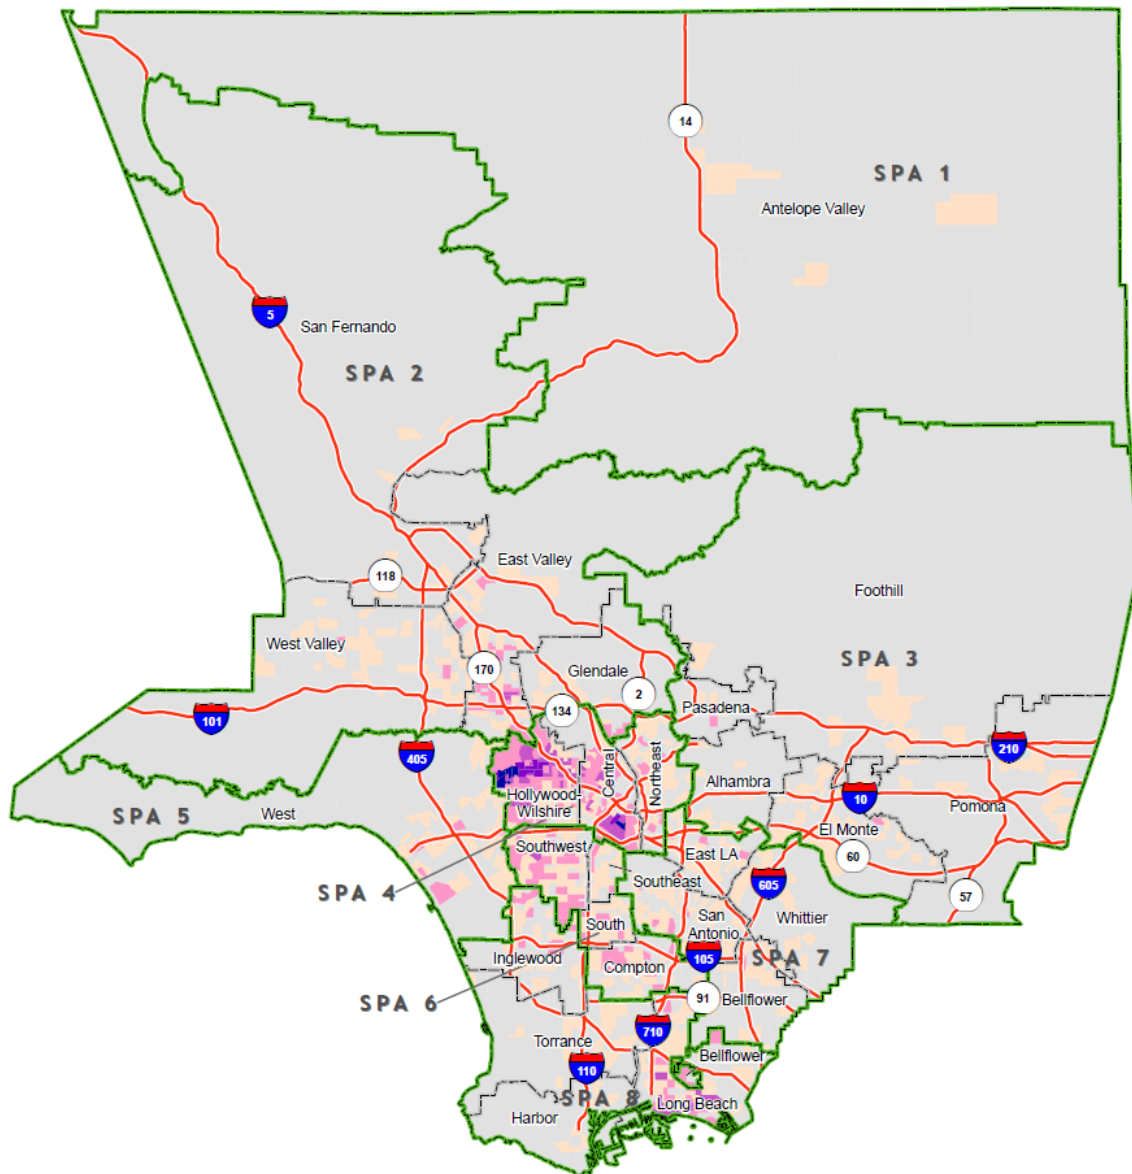 14
SPA 1
Antelope Valley
5
San Fernando
SPA 2
East Valley
118
Foothill
West Valley
SPA 3
170
Glendale
2
134
Pasadena
101
210
405
Central
Northeast
Alhambra
Hollywood-
Wilshire
10
Pomona
SPA 5
West
El Monte
Southwest
East LA
60
Southeast
605
SPA 4
57
Whittier
South
San
Antonio
Inglewood
105
SPA 7
Compton
SPA 6
91
Bellflower
710
Torrance
Bellflower
110
SPA 8
Long Beach
Harbor